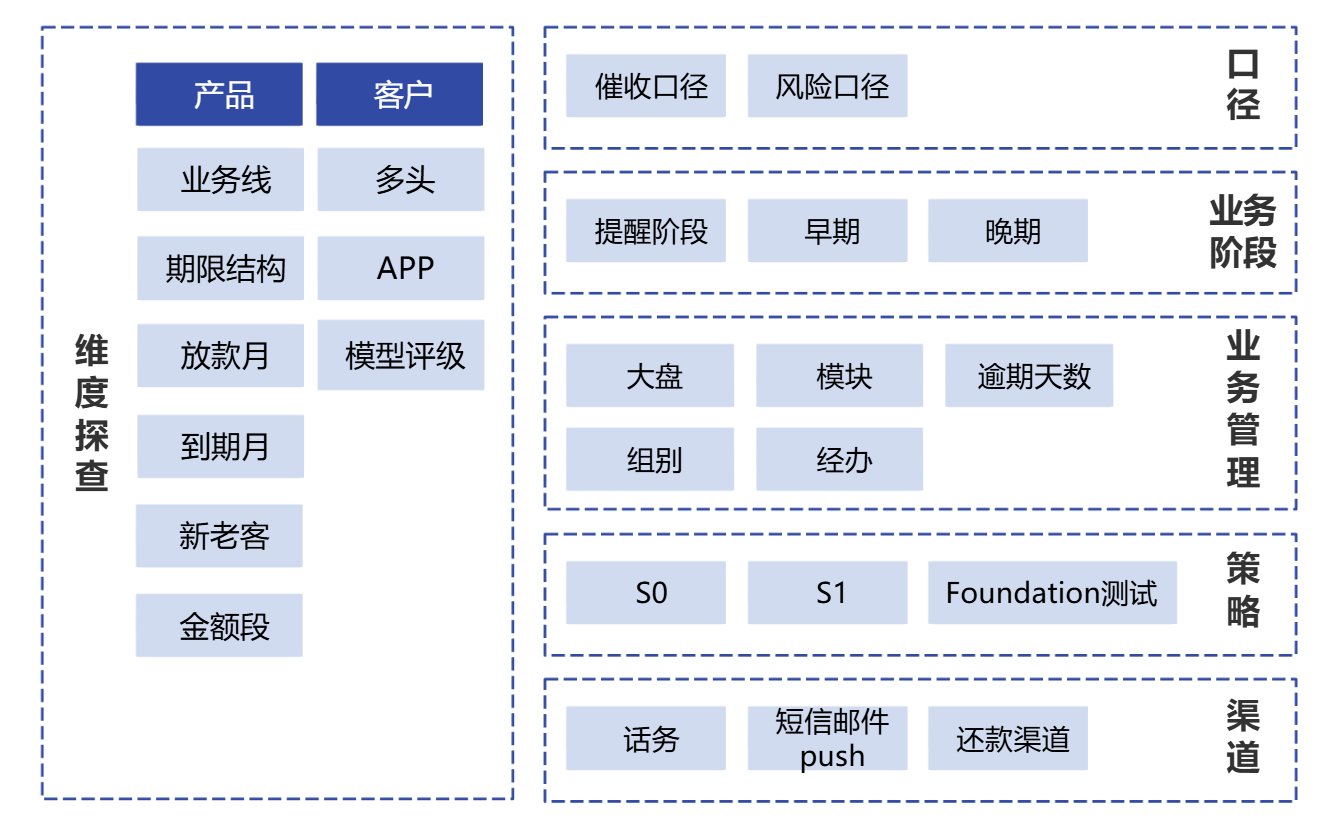 维度探查
产品
客户
业务线
多头
期限结构
APP
放款月
模型评级
到期月
新老客
金额段
口径
催收口径
风险口径
业务
阶段
提醒阶段
早期
晚期
业务管理
大盘
模块
逾期天数
组别
经办
策略
S0
S1
Foundation测试
渠道
话务
短信邮件
push
还款渠道